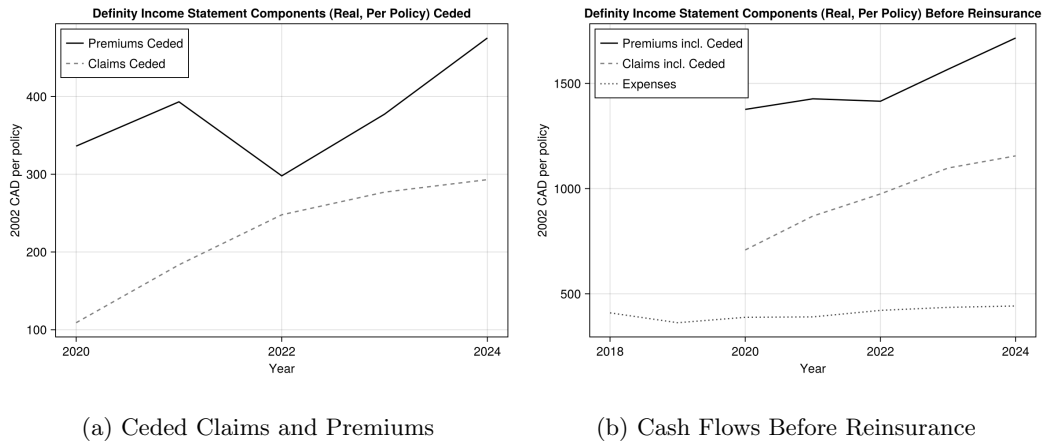 Definity Income Statement Components (Real, Per Policy) Ceded
Premiums Ceded
Claims Ceded
400
300
200
100
2002 CAD per policy
2020
2022
2024
Year
(a) Ceded Claims and Premiums
Definity Income Statement Components (Real, Per Policy) Before Reinsurance
Premiums incl. Ceded
Claims incl. Ceded
Expenses
1500
1000
500
2002 CAD per policy
2018
2020
2022
2024
Year
(b) Cash Flows Before Reinsurance